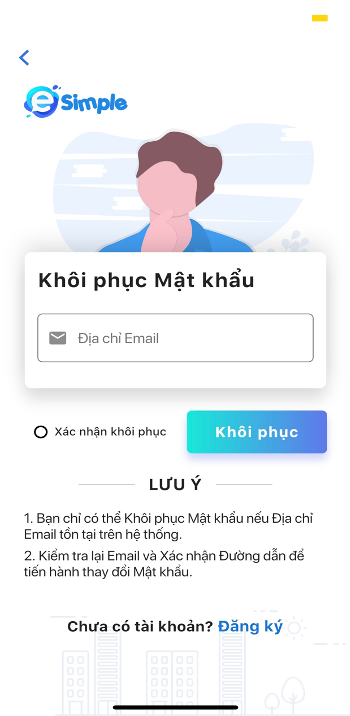 eSimple
Khôi phục Mật khẩu
Địa chỉ Email
Xác nhận khôi phục
Khôi phục
LƯU Ý
1. Bạn chỉ có thể Khôi phục Mật khẩu nếu Địa chỉ
Email tồn tại trên hệ thống.
2. Kiểm tra lại Email và Xác nhận Đường dẫn để
tiến hành thay đổi Mật khẩu.
Chưa có tài khoản? Đăng ký